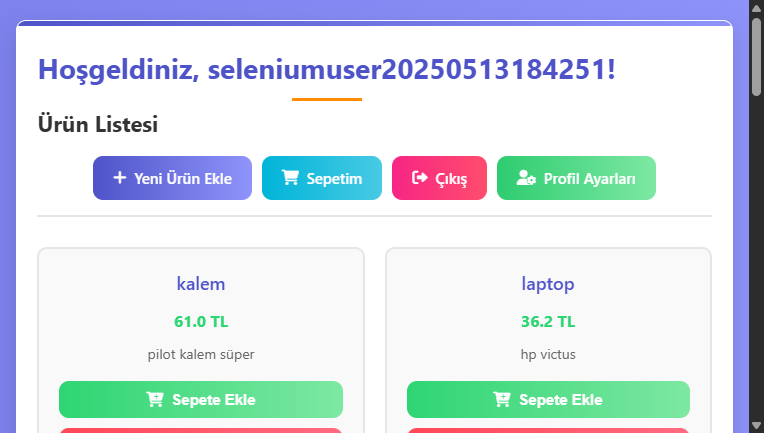 Hoşgeldiniz, seleniumuser20250513184251!
Ürün Listesi
Yeni Ürün Ekle
Sepetim
Çıkış
Profil Ayarları
kalem
61.0 TL
pilot kalem süper
Sepete Ekle
laptop
36.2 TL
hp victus
Sepete Ekle